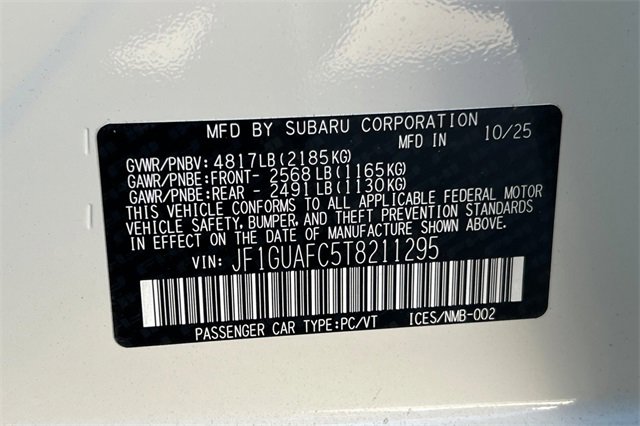 MFD BY SUBARU CORPORATION
MFD IN 10/25
GVWR/PNBV: 4817LB(2185KG)
GAWR/PNBE:FRONT- 2568LB(1165KG)
GAWR/PNBE:REAR - 2491LB(1130KG)
THIS VEHICLE CONFORMS TO ALL APPLICABLE FEDERAL MOTOR
VEHICLE SAFETY, BUMPER, AND THEFT PREVENTION STANDARDS
IN EFFECT ON THE DATE OF MANUFACTURE SHOWN ABOVE.
VIN: JF1GUAFC5T8211295
PASSENGER CAR TYPE:PC/VT ICES/NMB-002